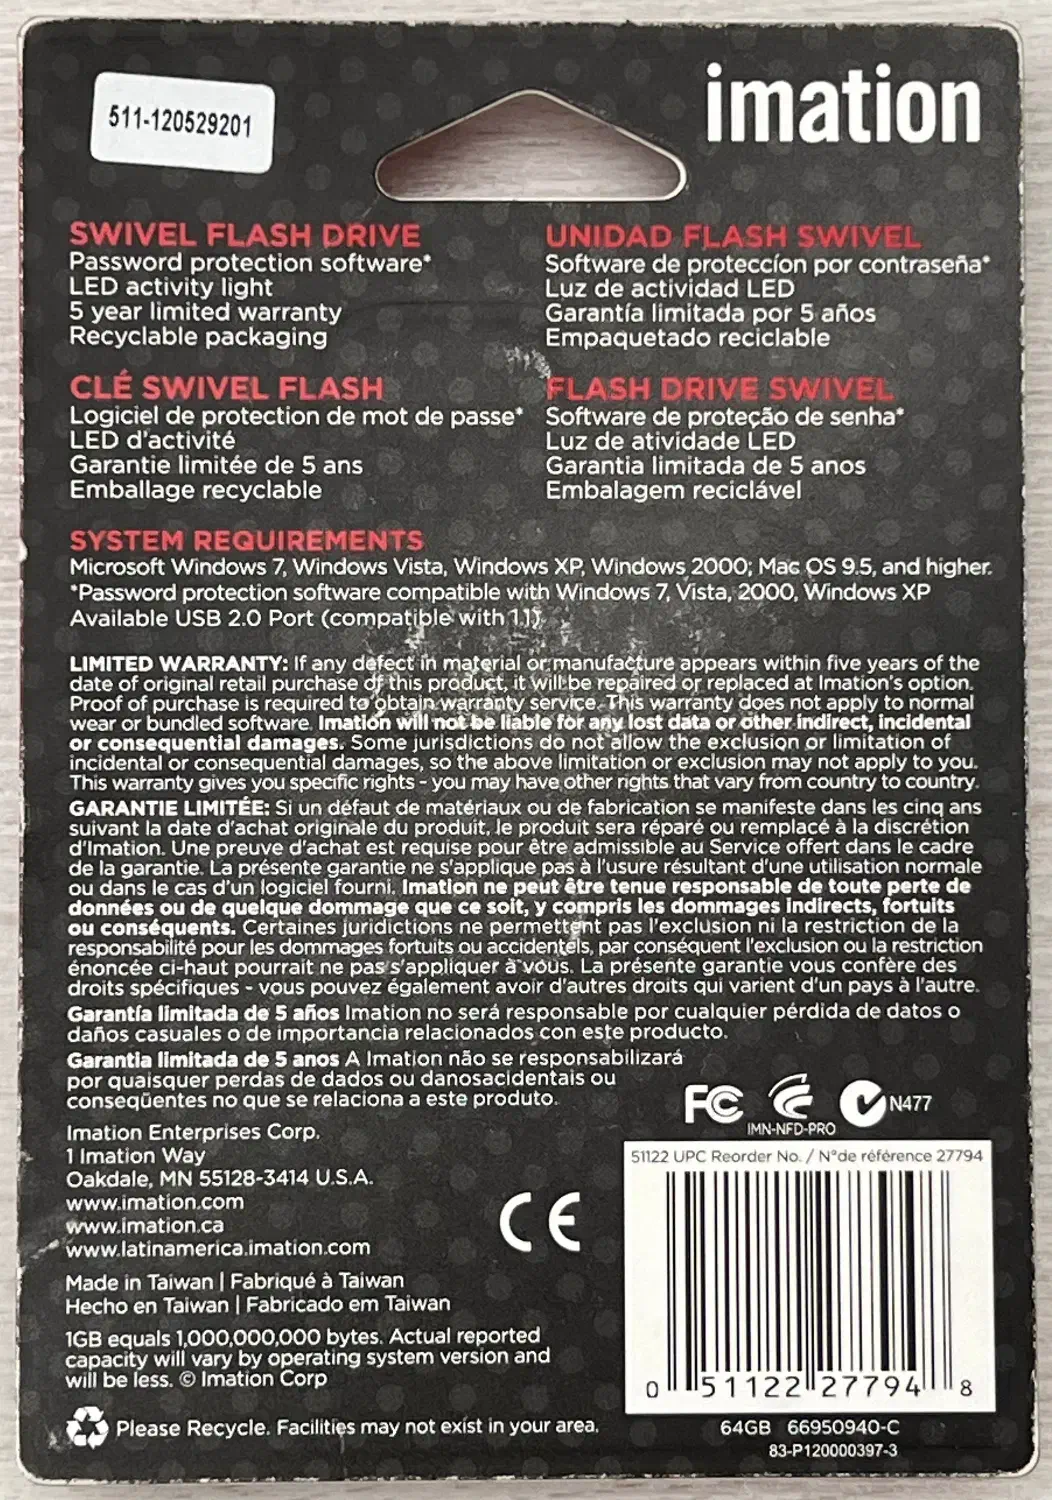 511-120529201
imation
SWIVEL FLASH DRIVE
Password protection software*
LED activity light
5 year limited warranty
Recyclable packaging
UNIDAD FLASH SWIVEL
Software de proteccíon por contraseña*
Luz de actividad LED
Garantía limitada por 5 años
Empaquetado reciclable
CLÉ SWIVEL FLASH
Logiciel de protection de mot de passe*
LED d'activité
Garantie limitée de 5 ans
Emballage recyclable
FLASH DRIVE SWIVEL
Software de proteção de senha*
Luz de atividade LED
Garantia limitada de 5 anos
Embalagem reciclável
SYSTEM REQUIREMENTS
Microsoft Windows 7, Windows Vista, Windows XP, Windows 2000; Mac OS 9.5, and higher.
*Password protection software compatible with Windows 7, Vista, 2000, Windows XP
Available USB 2.0 Port (compatible with 1.1)
LIMITED WARRANTY: If any defect in material or manufacture appears within five years of the
date of original retail purchase of this product, it will be repaired or replaced at Imation's option.
Proof of purchase is required to obtain warranty service. This warranty does not apply to normal
wear or bundled software. Imation will not be liable for any lost data or other indirect, incidental
or consequential damages. Some jurisdictions do not allow the exclusion or limitation of
incidental or consequential damages, so the above limitation or exclusion may not apply to you.
This warranty gives you specific rights - you may have other rights that vary from country to country.
GARANTIE LIMITÉE: Si un défaut de matériaux ou de fabrication se manifeste dans les cinq ans
suivant la date d'achat originale du produit, le produit sera réparé ou remplacé à la discrétion
d'Imation. Une preuve d'achat est requise pour être admissible au Service offert dans le cadre
de la garantie. La présente garantie ne s'applique pas à l'usure résultant d'une utilisation normale
ou dans le cas d'un logiciel fourni. Imation ne peut être tenue responsable de toute perte de
données ou de quelque dommage que ce soit, y compris les dommages indirects, fortuits
ou conséquents. Certaines juridictions ne permettent pas l'exclusion ni la restriction de la
responsabilité pour les dommages fortuits ou accidentels, par conséquent l'exclusion ou la restriction
énoncée ci-haut pourrait ne pas s'appliquer à vous. La présente garantie vous confère des
droits spécifiques - vous pouvez également avoir d'autres droits qui varient d'un pays à l'autre.
Garantía limitada de 5 años Imation no será responsable por cualquier pérdida de datos o
daños casuales o de importancia relacionados con este producto.
Garantia limitada de 5 anos A Imation não se responsabilizará
por quaisquer perdas de dados ou danosacidentais ou
conseqüentes no que se relaciona a este produto.
FC
IMN-NFD-PRO
N477
Imation Enterprises Corp.
1 Imation Way
Oakdale, MN 55128-3414 U.S.A.
www.imation.com
www.imation.ca
www.latinamerica.imation.com
CE
51122 UPC Reorder No. / N°de référence 27794
0 51122 27794 8
Made in Taiwan | Fabriqué à Taiwan
Hecho en Taiwan | Fabricado em Taiwan
1GB equals 1,000,000,000 bytes. Actual reported
capacity will vary by operating system version and
will be less. © Imation Corp
Please Recycle. Facilities may not exist in your area.
64GB 66950940-C
83-P120000397-3